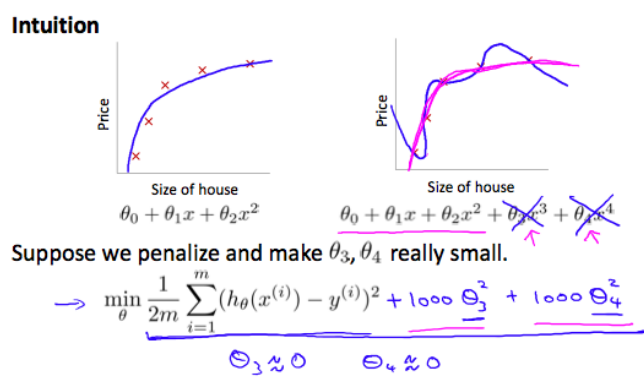 Intuition
Price
Size of house
θ₀ + θ₁x + θ₂x²
Price
Size of house
θ₀ + θ₁x + θ₂x² + θ₃x³ + θ₄x⁴
Suppose we penalize and make θ₃, θ₄ really small.
→ min_θ 1/2m ∑_{i=1}^{m} (h_θ(x^{(i)}) − y^{(i)})² + 1000 θ₃² + 1000 θ₄²
θ₃ ≈ 0 θ₄ ≈ 0